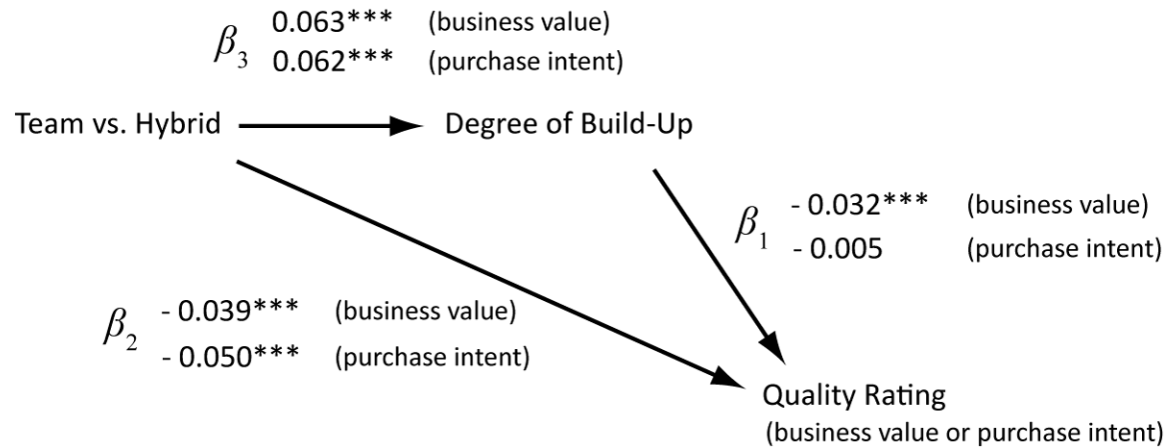 0.063*** (business value)
β3
0.062*** (purchase intent)
Team vs. Hybrid Degree of Build-Up
- 0.032*** (business value)
β1
- 0.005 (purchase intent)
- 0.039*** (business value)
β2
- 0.050*** (purchase intent)
Quality Rating
(business value or purchase intent)